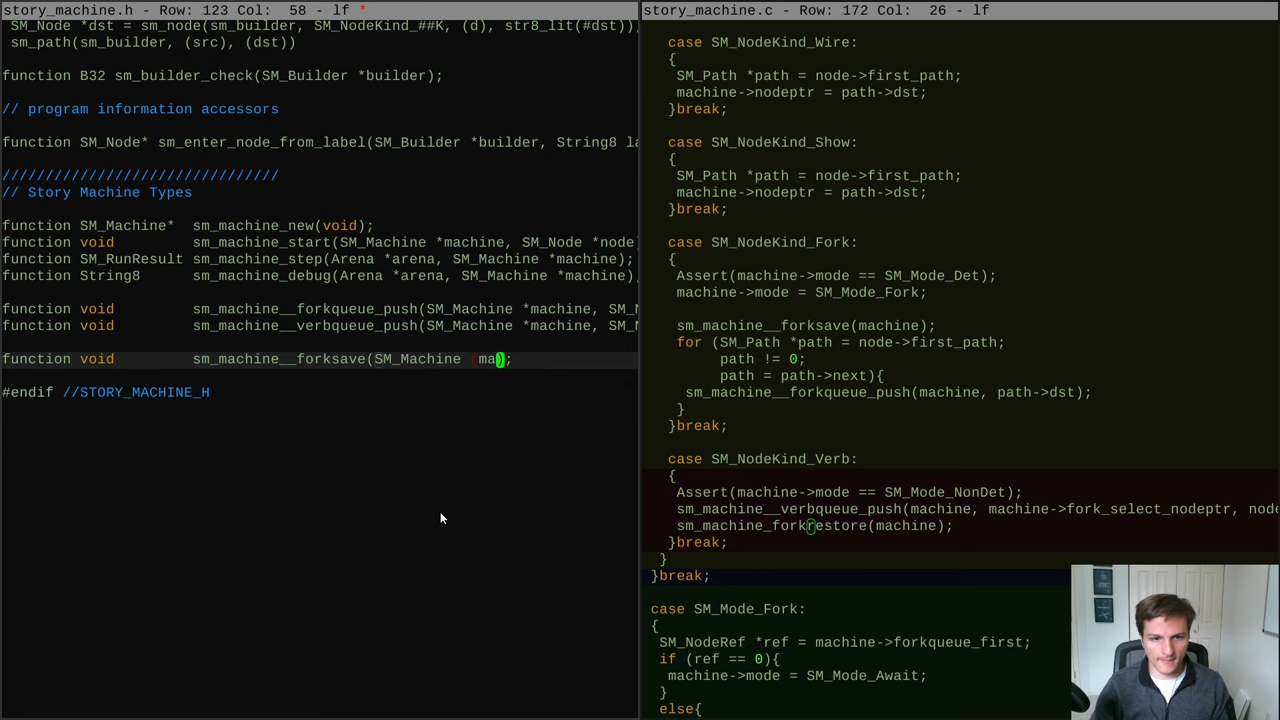 story_machine.h - Row: 123 Col:  58 - lf *
 SM_Node *dst = sm_node(sm_builder, SM_NodeKind_##K, (d), str8_lit(#dst));
 sm_path(sm_builder, (src), (dst))
function B32 sm_builder_check(SM_Builder *builder);
// program information accessors
function SM_Node* sm_enter_node_from_label(SM_Builder *builder, String8 la
////////////////////////////////
// Story Machine Types
function SM_Machine*  sm_machine_new(void);
function void         sm_machine_start(SM_Machine *machine, SM_Node *node)
function SM_RunResult sm_machine_step(Arena *arena, SM_Machine *machine);
function String8      sm_machine_debug(Arena *arena, SM_Machine *machine)
function void         sm_machine__forkqueue_push(SM_Machine *machine, SM_N
function void         sm_machine__verbqueue_push(SM_Machine *machine, SM_N
function void         sm_machine__forksave(SM_Machine (ma);
#endif //STORY_MACHINE_H
story_machine.c - Row: 172 Col:  26 - lf
  case SM_NodeKind_Wire:
  {
   SM_Path *path = node->first_path;
   machine->nodeptr = path->dst;
  }break;
  case SM_NodeKind_Show:
  {
   SM_Path *path = node->first_path;
   machine->nodeptr = path->dst;
  }break;
  case SM_NodeKind_Fork:
  {
   Assert(machine->mode == SM_Mode_Det);
   machine->mode = SM_Mode_Fork;
   sm_machine__forksave(machine);
   for (SM_Path *path = node->first_path;
        path != 0;
        path = path->next){
    sm_machine__forkqueue_push(machine, path->dst);
   }
  }break;
  case SM_NodeKind_Verb:
  {
   Assert(machine->mode == SM_Mode_NonDet);
   sm_machine__verbqueue_push(machine, machine->fork_select_nodeptr, node
   sm_machine_forkrestore(machine);
  }break;
 }
}break;
case SM_Mode_Fork:
{
 SM_NodeRef *ref = machine->forkqueue_first;
 if (ref == 0){
  machine->mode = SM_Mode_Await;
 }
 else{